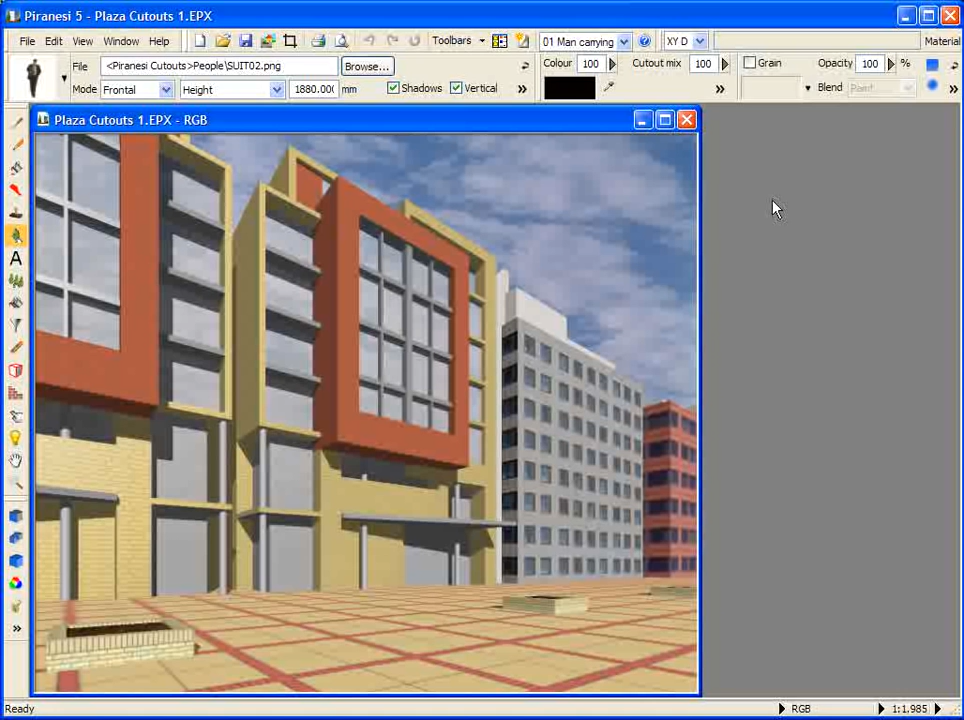 Piranesi 5 - Plaza Cutouts 1.EPX
File Edit View Window Help
Toolbars
01 Man carrying
XY D
Material
File
<Piranesi Cutouts>People\SUIT02.png
Browse...
Colour 100
Cutout mix 100
Grain
Opacity 100 %
Mode Frontal
Height
1880.000 mm
Shadows
Vertical
Blend Paint
Plaza Cutouts 1.EPX - RGB
A
Ready
RGB
1:1.985